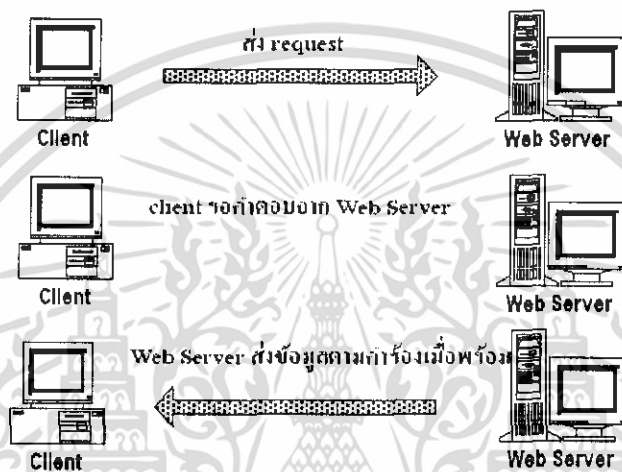 ส่ง request
Client Web Server
client รอคำตอบจาก Web Server
Client Web Server
Web Server ส่งข้อมูลตามคำร้องเมื่อพร้อม
Client Web Server